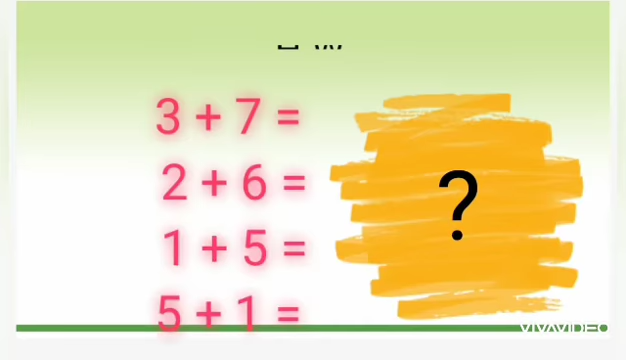 3 + 7 =
2 + 6 =
1 + 5 =
5 + 1 =
?
VIVAVIDEO